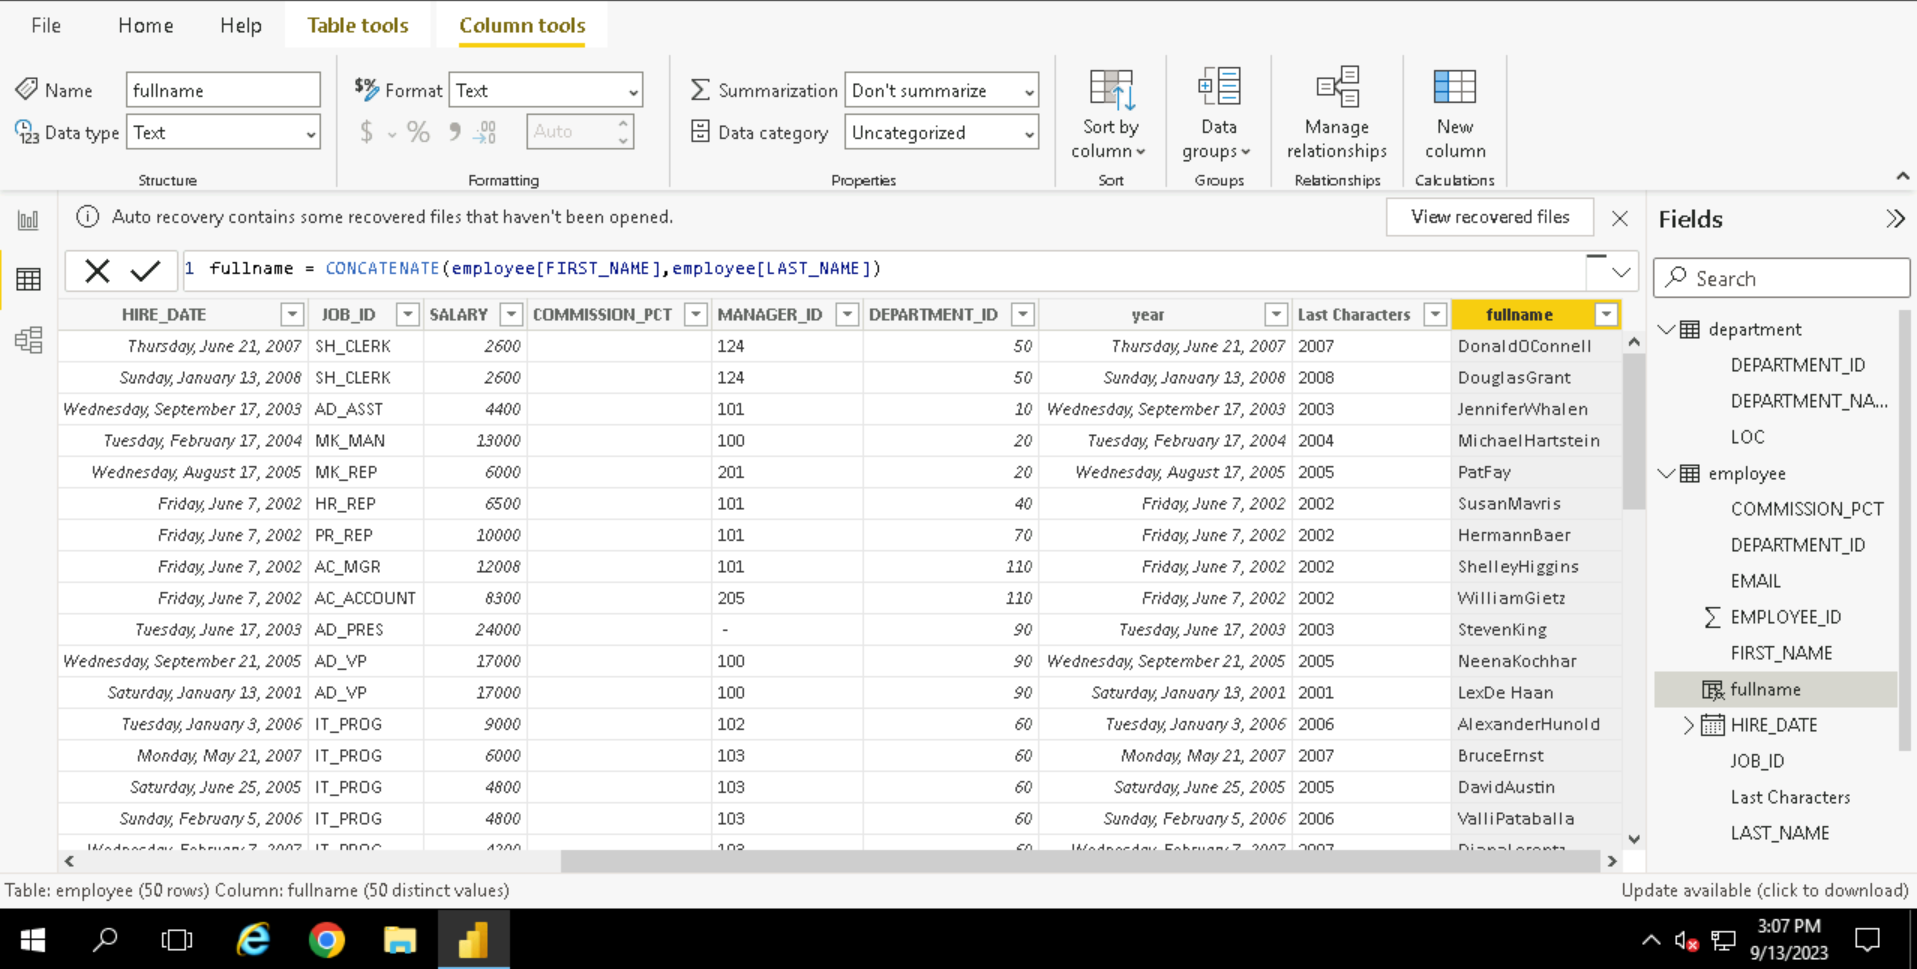 File Home Help Table tools Column tools
Name fullname Format Text Summarization Don't summarize
Data type Text $ % Auto Data category Uncategorized
Sort by column Data groups Manage relationships New column
Structure Formatting Properties Sort Groups Relationships Calculations
Auto recovery contains some recovered files that haven't been opened. View recovered files
1 fullname = CONCATENATE(employee[FIRST_NAME],employee[LAST_NAME])
HIRE_DATE JOB_ID SALARY COMMISSION_PCT MANAGER_ID DEPARTMENT_ID year Last Characters fullname
Thursday, June 21, 2007 SH_CLERK 2600 124 50 Thursday, June 21, 2007 2007 DonaldOConnell
Sunday, January 13, 2008 SH_CLERK 2600 124 50 Sunday, January 13, 2008 2008 DouglasGrant
Wednesday, September 17, 2003 AD_ASST 4400 101 10 Wednesday, September 17, 2003 2003 JenniferWhalen
Tuesday, February 17, 2004 MK_MAN 13000 100 20 Tuesday, February 17, 2004 2004 MichaelHartstein
Wednesday, August 17, 2005 MK_REP 6000 201 20 Wednesday, August 17, 2005 2005 PatFay
Friday, June 7, 2002 HR_REP 6500 101 40 Friday, June 7, 2002 2002 SusanMavris
Friday, June 7, 2002 PR_REP 10000 101 70 Friday, June 7, 2002 2002 HermannBaer
Friday, June 7, 2002 AC_MGR 12008 101 110 Friday, June 7, 2002 2002 ShelleyHiggins
Friday, June 7, 2002 AC_ACCOUNT 8300 205 110 Friday, June 7, 2002 2002 WilliamGietz
Tuesday, June 17, 2003 AD_PRES 24000 - 90 Tuesday, June 17, 2003 2003 StevenKing
Wednesday, September 21, 2005 AD_VP 17000 100 90 Wednesday, September 21, 2005 2005 NeenaKochhar
Saturday, January 13, 2001 AD_VP 17000 100 90 Saturday, January 13, 2001 2001 LexDe Haan
Tuesday, January 3, 2006 IT_PROG 9000 102 60 Tuesday, January 3, 2006 2006 AlexanderHunold
Monday, May 21, 2007 IT_PROG 6000 103 60 Monday, May 21, 2007 2007 BruceErnst
Saturday, June 25, 2005 IT_PROG 4800 103 60 Saturday, June 25, 2005 2005 DavidAustin
Sunday, February 5, 2006 IT_PROG 4800 103 60 Sunday, February 5, 2006 2006 ValliPataballa
Wednesday, February 7, 2007 IT_PROG 4200 103 60 Wednesday, February 7, 2007 2007 DianaLorentz
Fields
Search
department
DEPARTMENT_ID
DEPARTMENT_NA...
LOC
employee
COMMISSION_PCT
DEPARTMENT_ID
EMAIL
EMPLOYEE_ID
FIRST_NAME
fullname
HIRE_DATE
JOB_ID
Last Characters
LAST_NAME
Table: employee (50 rows) Column: fullname (50 distinct values) Update available (click to download)
3:07 PM
9/13/2023